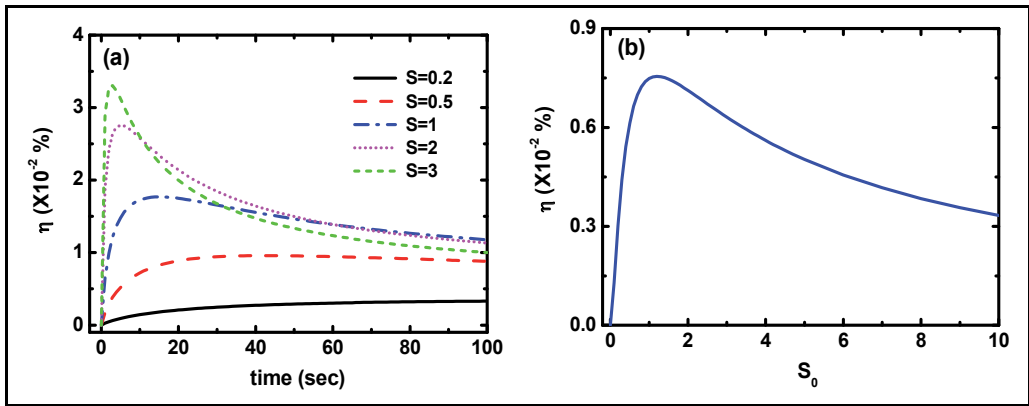 (a)
η (X10⁻² %)
4
3
2
1
0
S=0.2
S=0.5
S=1
S=2
S=3
0 20 40 60 80 100
time (sec)
(b)
η (X10⁻² %)
0.9
0.6
0.3
0.0
0 2 4 6 8 10
S₀